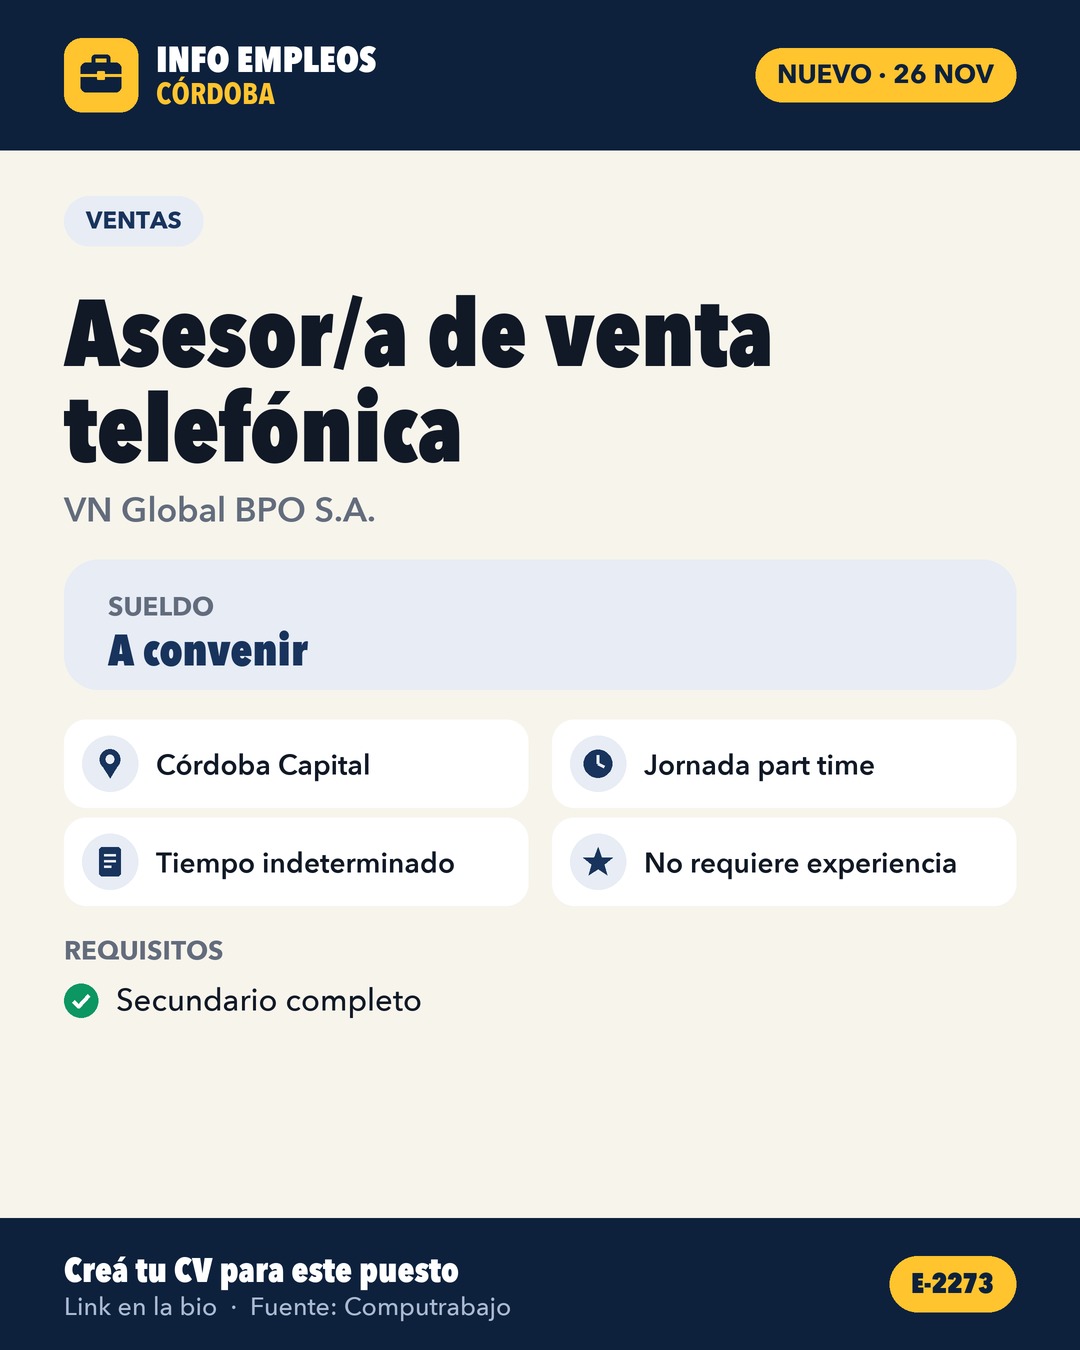 INFO EMPLEOS
CÓRDOBA
NUEVO · 26 NOV
VENTAS
Asesor/a de venta
telefónica
VN Global BPO S.A.
SUELDO
A convenir
Córdoba Capital
Jornada part time
Tiempo indeterminado
No requiere experiencia
REQUISITOS
Secundario completo
Creá tu CV para este puesto
Link en la bio · Fuente: Computrabajo
E-2273